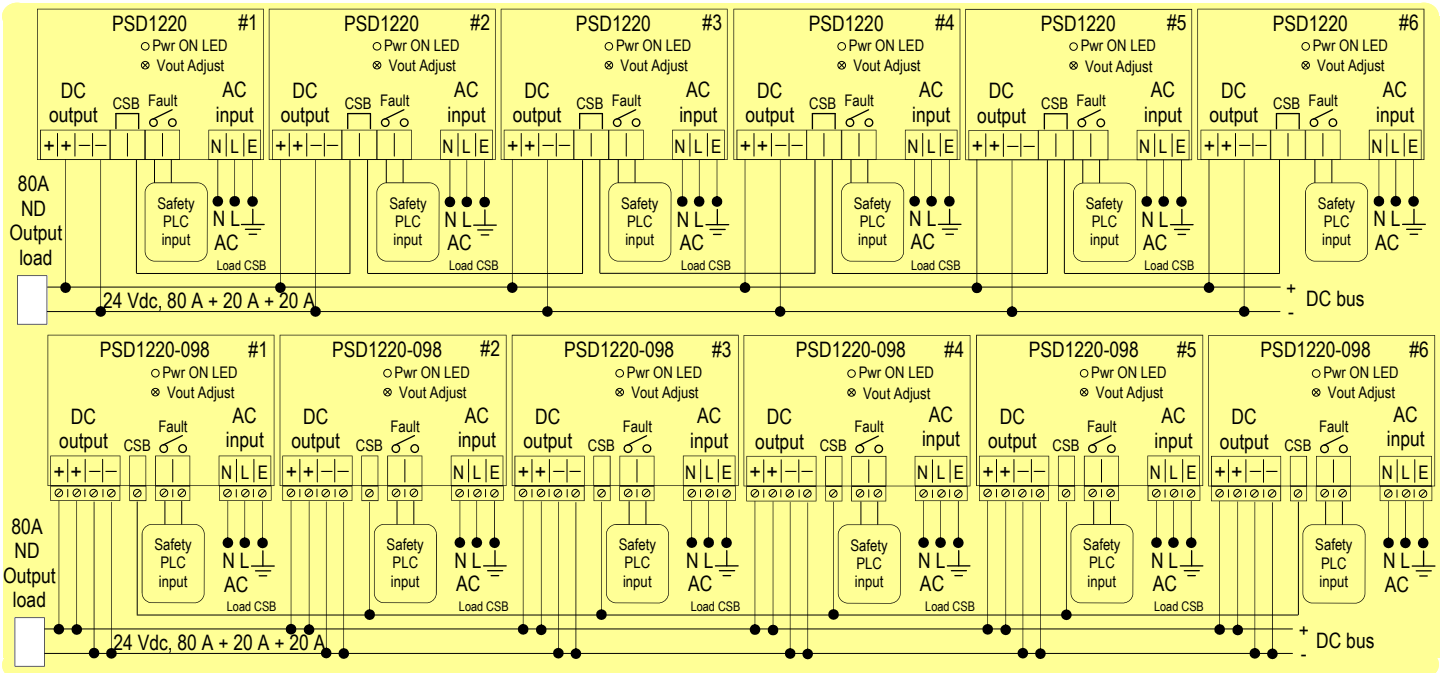 PSD1220 #1 PSD1220 #2 PSD1220 #3 PSD1220 #4 PSD1220 #5 PSD1220 #6
Pwr ON LED Pwr ON LED Pwr ON LED Pwr ON LED Pwr ON LED Pwr ON LED
Vout Adjust Vout Adjust Vout Adjust Vout Adjust Vout Adjust Vout Adjust
DC AC DC AC DC AC DC AC DC AC DC AC
output CSB Fault input output CSB Fault input output CSB Fault input output CSB Fault input output CSB Fault input output CSB Fault input
++−− N L E ++−− N L E ++−− N L E ++−− N L E ++−− N L E ++−− N L E
80A
ND
Output
load
Safety Safety Safety Safety Safety Safety
PLC N L PLC N L PLC N L PLC N L PLC N L PLC N L
input AC input AC input AC input AC input AC input AC
Load CSB Load CSB Load CSB Load CSB Load CSB
24 Vdc, 80 A + 20 A + 20 A
+
DC bus
-
PSD1220-098 #1 PSD1220-098 #2 PSD1220-098 #3 PSD1220-098 #4 PSD1220-098 #5 PSD1220-098 #6
Pwr ON LED Pwr ON LED Pwr ON LED Pwr ON LED Pwr ON LED Pwr ON LED
Vout Adjust Vout Adjust Vout Adjust Vout Adjust Vout Adjust Vout Adjust
DC AC DC AC DC AC DC AC DC AC DC AC
output CSB Fault input output CSB Fault input output CSB Fault input output CSB Fault input output CSB Fault input output CSB Fault input
++−− N L E ++−− N L E ++−− N L E ++−− N L E ++−− N L E ++−− N L E
80A
ND
Output
load
Safety Safety Safety Safety Safety Safety
PLC N L PLC N L PLC N L PLC N L PLC N L PLC N L
input AC input AC input AC input AC input AC input AC
Load CSB Load CSB Load CSB Load CSB Load CSB
24 Vdc, 80 A + 20 A + 20 A
+
DC bus
-